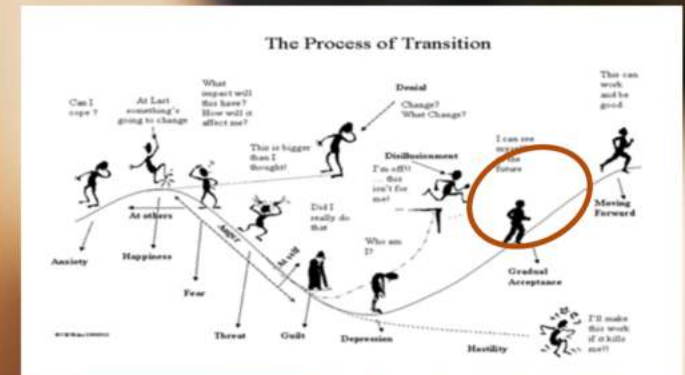 The Process of Transition
Can I
cope ?
At Last
something's
going to change
What
impact will
this have?
How will it
affect me?
Denial
Change?
What Change?
This is bigger
than I
thought!
Disillusionment
I'm off!!
... this
isn't for
me!
I can see
myself
the
future
This can
work
and be
good
Did I
really do
that
Who am
I?
At others
Anger
At self
Anxiety
Happiness
Fear
Threat
Guilt
Depression
Hostility
Gradual
Acceptance
Moving
Forward
I'll make
this work
if it kills
me!!